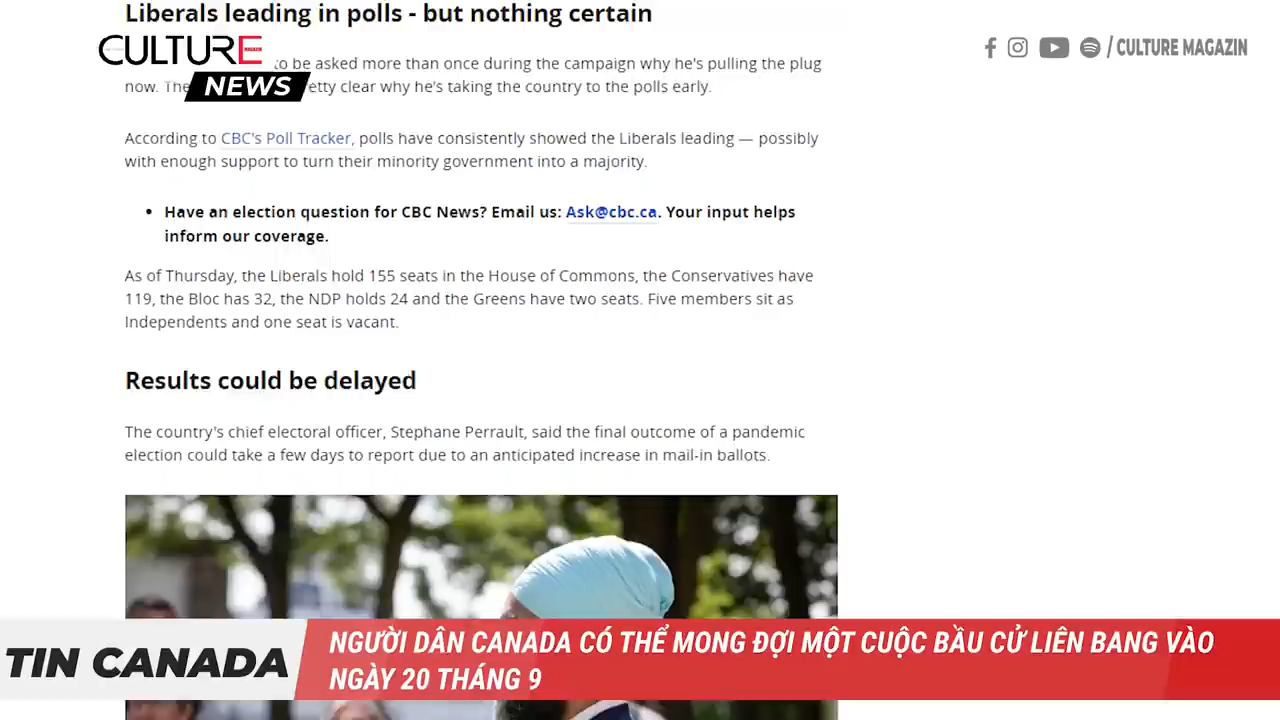 Liberals leading in polls - but nothing certain
CULTURE
MAGAZIN
NEWS
/ CULTURE MAGAZIN
to be asked more than once during the campaign why he's pulling the plug
now. The etty clear why he's taking the country to the polls early.
According to CBC's Poll Tracker, polls have consistently showed the Liberals leading — possibly
with enough support to turn their minority government into a majority.
• Have an election question for CBC News? Email us: Ask@cbc.ca. Your input helps
inform our coverage.
As of Thursday, the Liberals hold 155 seats in the House of Commons, the Conservatives have
119, the Bloc has 32, the NDP holds 24 and the Greens have two seats. Five members sit as
Independents and one seat is vacant.
Results could be delayed
The country's chief electoral officer, Stephane Perrault, said the final outcome of a pandemic
election could take a few days to report due to an anticipated increase in mail-in ballots.
TIN CANADA
NGƯỜI DÂN CANADA CÓ THỂ MONG ĐỢI MỘT CUỘC BẦU CỬ LIÊN BANG VÀO
NGÀY 20 THÁNG 9